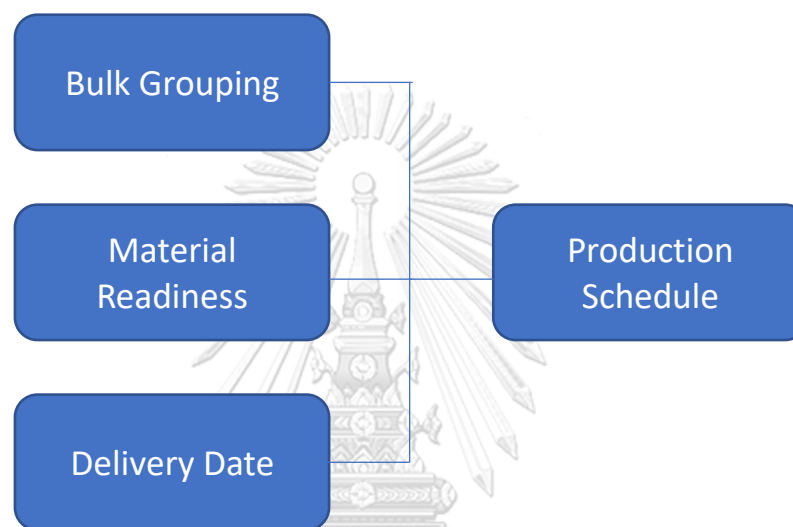 Bulk Grouping
Material
Readiness
Production
Schedule
Delivery Date